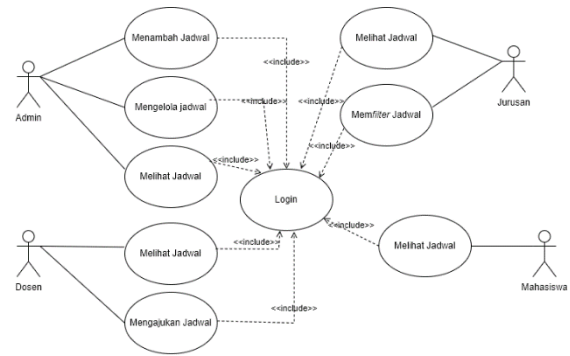 Menambah Jadwal
Melihat Jadwal
<<include>>
<<include>>
Admin
Jurusan
Mengelola jadwal
<<include>>
<<include>>
Memfilter Jadwal
<<include>>
Melihat Jadwal
<<include>>
Login
<<include>>
Melihat Jadwal
<<include>>
Melihat Jadwal
Dosen
Mahasiswa
<<include>>
Mengajukan Jadwal